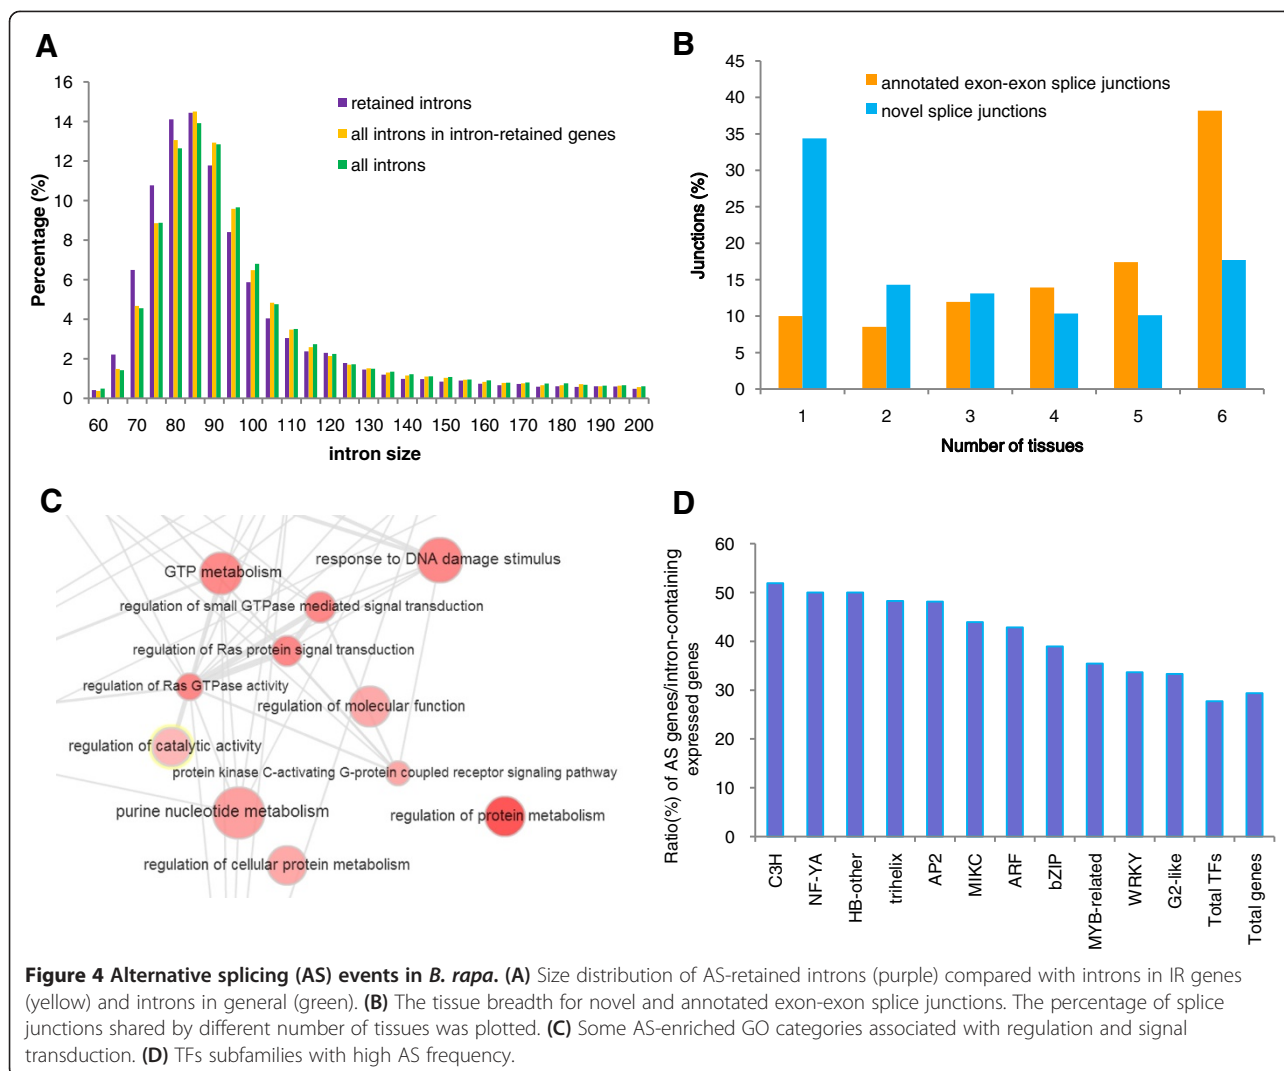 A
16
14
12
10
8
6
4
2
0
Percentage (%)
retained introns
all introns in intron-retained genes
all introns
60 70 80 90 100 110 120 130 140 150 160 170 180 190 200
intron size
B
45
40
35
30
25
20
15
10
5
0
Junctions (%)
annotated exon-exon splice junctions
novel splice junctions
1 2 3 4 5 6
Number of tissues
C
response to DNA damage stimulus
GTP metabolism
regulation of small GTPase mediated signal transduction
regulation of Ras protein signal transduction
regulation of Ras GTPase activity
regulation of molecular function
regulation of catalytic activity
protein kinase C-activating G-protein coupled receptor signaling pathway
purine nucleotide metabolism
regulation of protein metabolism
regulation of cellular protein metabolism
D
60
50
40
30
20
10
0
Ratio(%) of AS genes/intron-containing
expressed genes
C3H
NF-YA
HB-other
trihelix
AP2
MIKC
ARF
bZIP
MYB-related
WRKY
G2-like
Total TFs
Total genes
Figure 4 Alternative splicing (AS) events in B. rapa. (A) Size distribution of AS-retained introns (purple) compared with introns in IR genes
(yellow) and introns in general (green). (B) The tissue breadth for novel and annotated exon-exon splice junctions. The percentage of splice
junctions shared by different number of tissues was plotted. (C) Some AS-enriched GO categories associated with regulation and signal
transduction. (D) TFs subfamilies with high AS frequency.